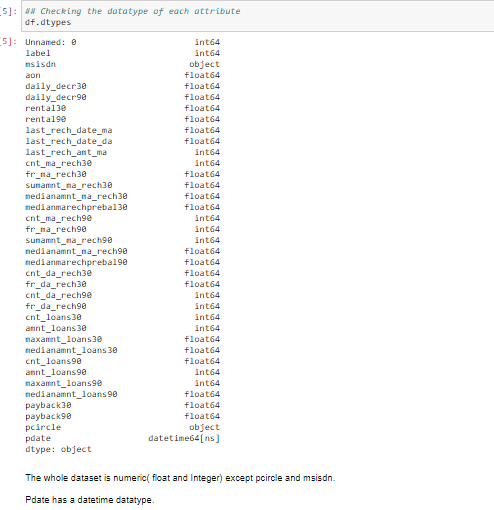 [5]: ## Checking the datatype of each attribute
df.dtypes
[5]: Unnamed: 0 int64
label int64
msisdn object
aon float64
daily_decr30 float64
daily_decr90 float64
rental30 float64
rental90 float64
last_rech_date_ma float64
last_rech_date_da float64
last_rech_amt_ma int64
cnt_ma_rech30 int64
fr_ma_rech30 float64
sumamnt_ma_rech30 float64
medianamnt_ma_rech30 float64
medianmarechprebal30 float64
cnt_ma_rech90 int64
fr_ma_rech90 int64
sumamnt_ma_rech90 int64
medianamnt_ma_rech90 float64
medianmarechprebal90 float64
cnt_da_rech30 float64
fr_da_rech30 float64
cnt_da_rech90 int64
fr_da_rech90 int64
cnt_loans30 int64
amnt_loans30 int64
maxamnt_loans30 float64
medianamnt_loans30 float64
cnt_loans90 float64
amnt_loans90 int64
maxamnt_loans90 int64
medianamnt_loans90 float64
payback30 float64
payback90 float64
pcircle object
pdate datetime64[ns]
dtype: object
The whole dataset is numeric( float and Integer) except pcircle and msisdn.
Pdate has a datetime datatype.